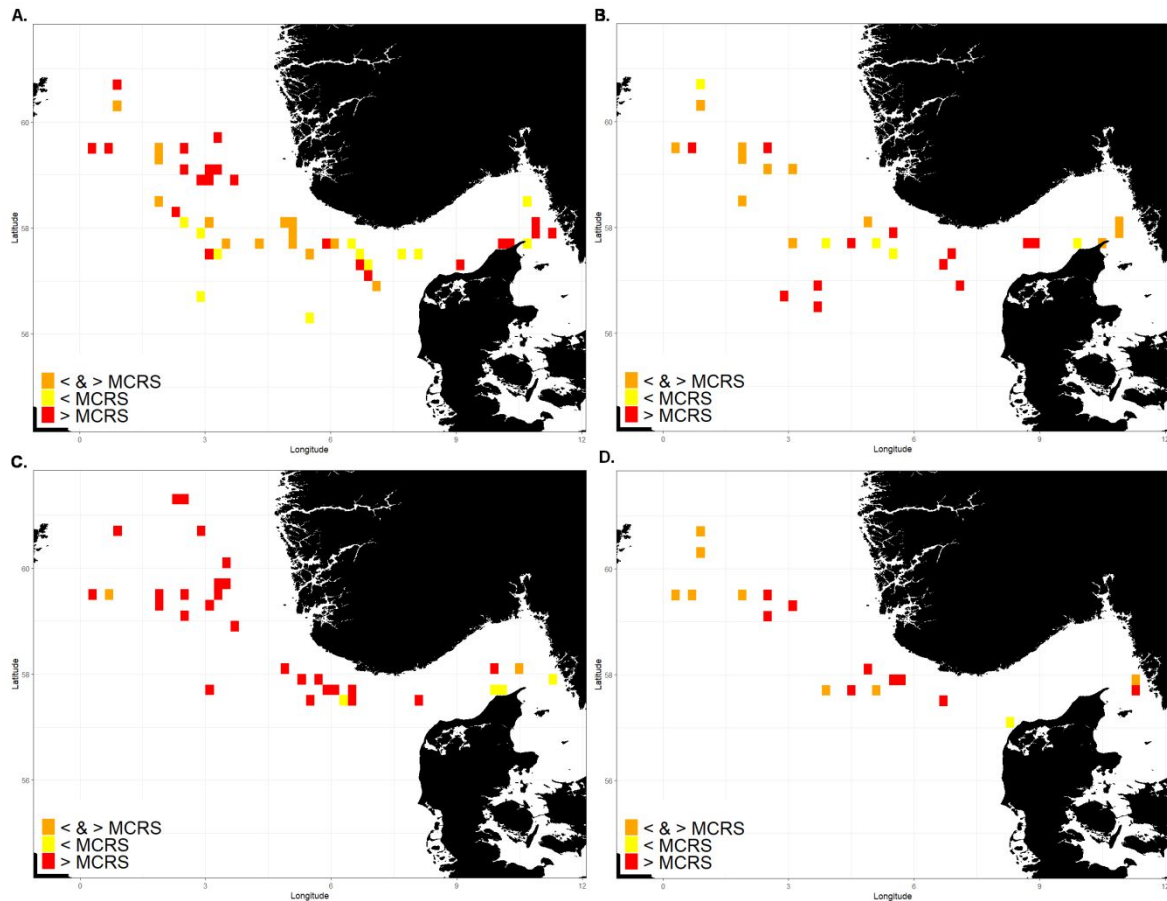 A.
Latitude
60
58
56
< & > MCRS
< MCRS
> MCRS
0
3
6
9
12
Longitude
B.
Latitude
60
58
56
< & > MCRS
< MCRS
> MCRS
0
3
6
9
12
Longitude
C.
Latitude
60
58
56
< & > MCRS
< MCRS
> MCRS
0
3
6
9
12
Longitude
D.
Latitude
60
58
56
< & > MCRS
< MCRS
> MCRS
0
3
6
9
12
Longitude